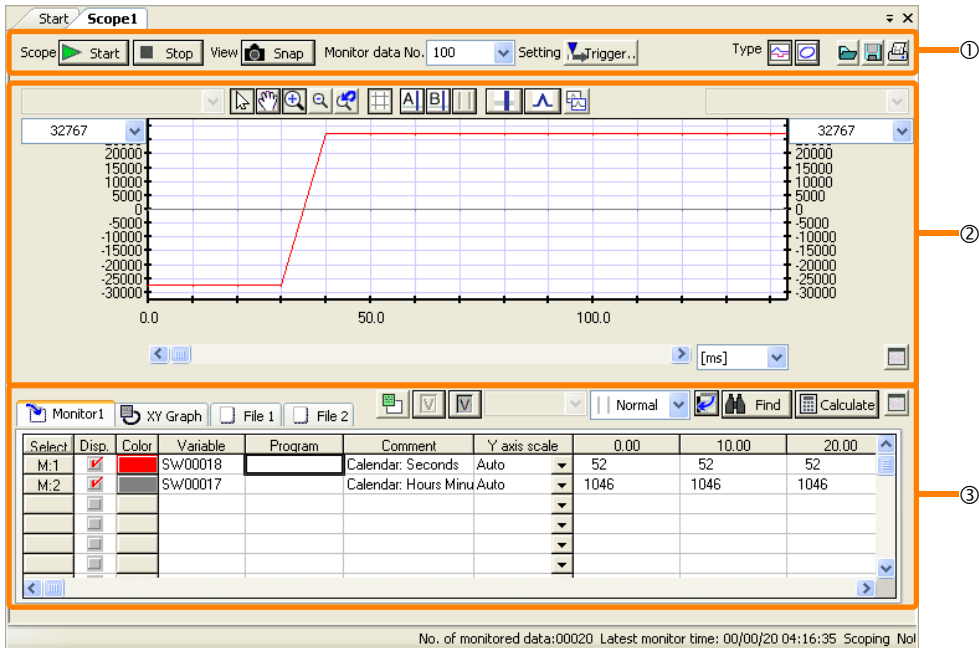 Start Scope1
Scope Start Stop View Snap Monitor data No. 100 Setting Trigger.. Type
①
32767 32767
20000 20000
15000 15000
10000 10000
5000 5000
0 0
-5000 -5000
-10000 -10000
-15000 -15000
-20000 -20000
-25000 -25000
-30000 -30000
A B
②
0.0 50.0 100.0
[ms]
Monitor1 XY Graph File 1 File 2 V V Normal Find Calculate
Select Disp. Color Variable Program Comment Y axis scale 0.00 10.00 20.00
M:1 SW00018 Calendar: Seconds Auto 52 52 52
M:2 SW00017 Calendar: Hours Minu Auto 1046 1046 1046
③
No. of monitored data:00020 Latest monitor time: 00/00/20 04:16:35 Scoping No